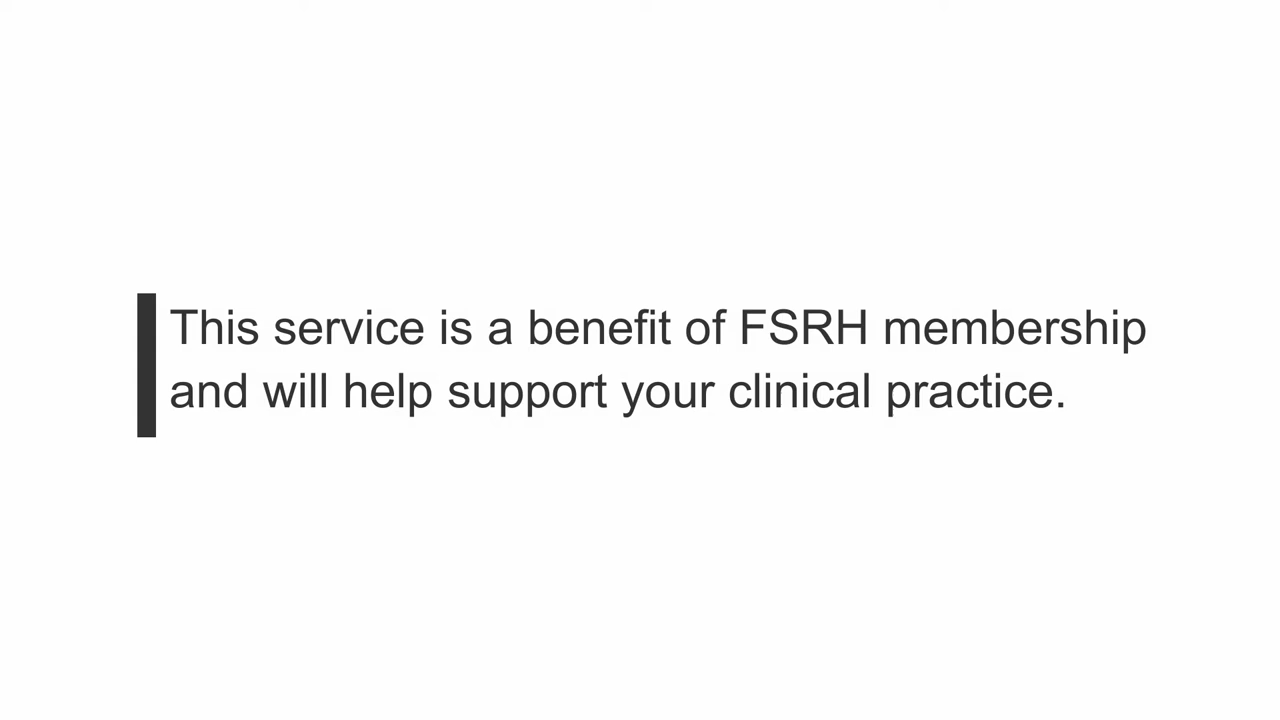 This service is a benefit of FSRH membership
and will help support your clinical practice.